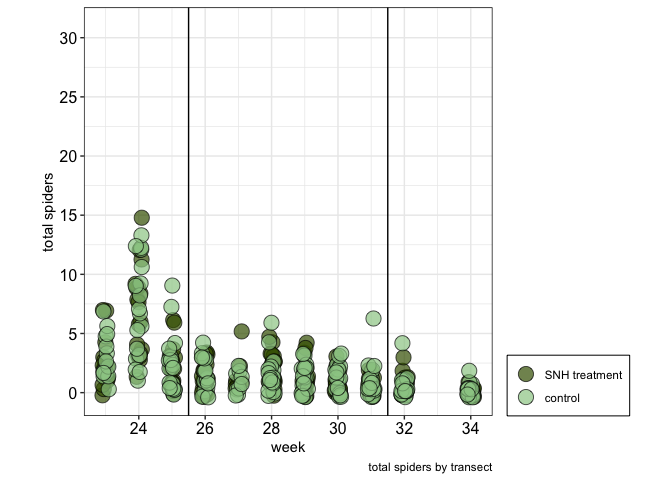 30
25
20
15
10
5
0
total spiders
24
26
28
30
32
34
week
SNH treatment
control
total spiders by transect